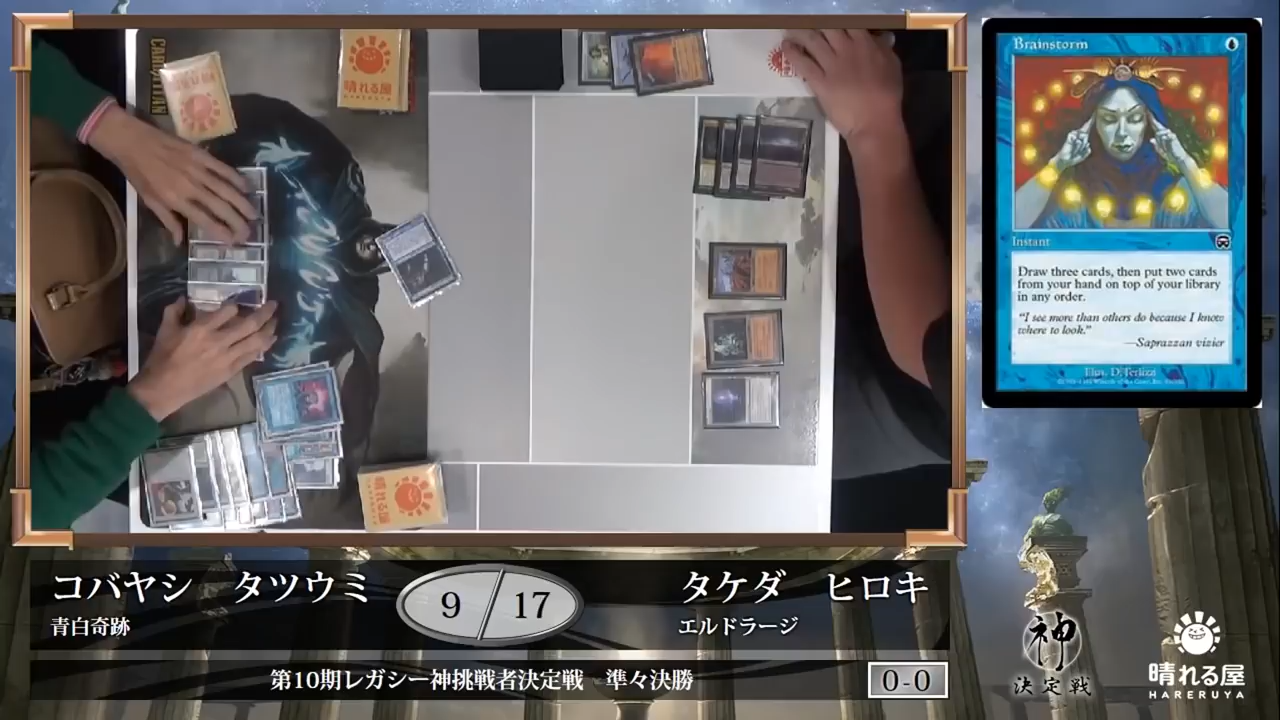 Brainstorm
Instant
Draw three cards, then put two cards
from your hand on top of your library
in any order.
"I see more than others do because I know
where to look."
—Saprazzan vizier
Illus. D. Terlizzi
晴れる屋
HARERUYA
コバヤシ　タツウミ
青白奇跡
9/17
タケダ　ヒロキ
エルドラージ
第10期レガシー神挑戦者決定戦　準々決勝
0-0
神
決定戦
晴れる屋
HARERUYA